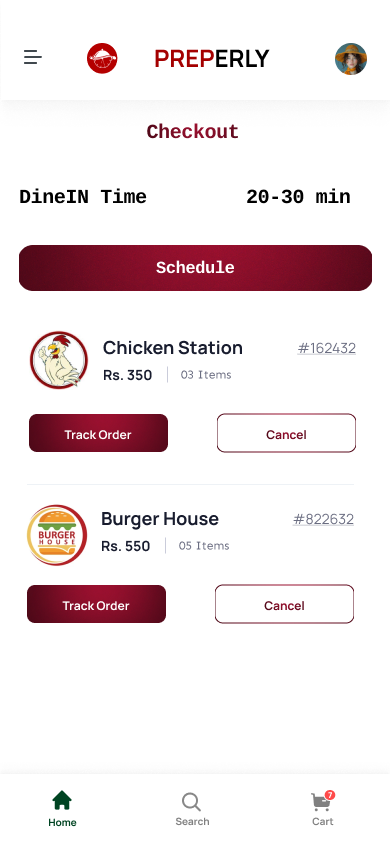 PREPERLY
Checkout
DineIN Time 20-30 min
Schedule
Chicken Station #162432
Rs. 350 03 Items
Track Order Cancel
Burger House #822632
BURGER
HOUSE
Rs. 550 05 Items
Track Order Cancel
7
Home Search Cart